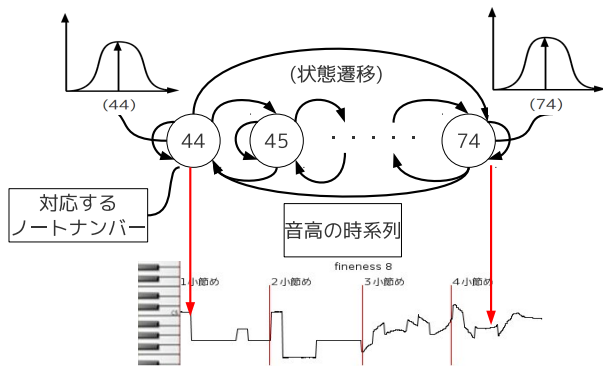 (状態遷移)
(44)
(74)
44
45
74
対応する
ノートナンバー
音高の時系列
fineness 8
1小節め
2小節め
3小節め
4小節め